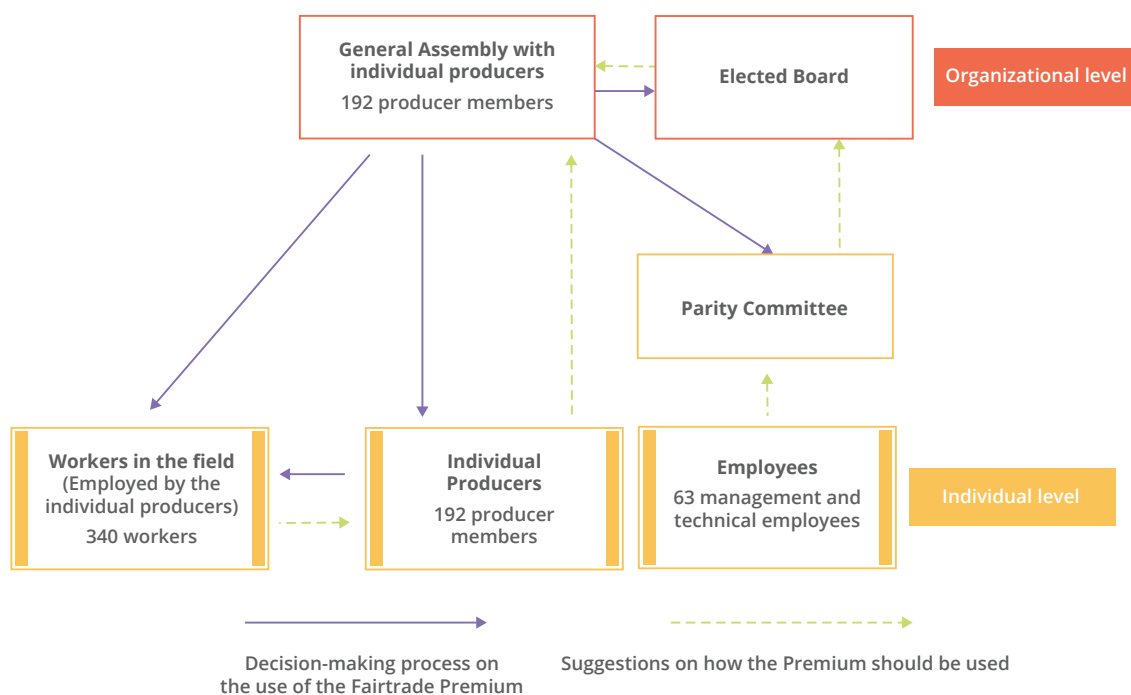 General Assembly with
individual producers
192 producer members
Elected Board
Organizational level
Parity Committee
Workers in the field
(Employed by the
individual producers)
340 workers
Individual
Producers
192 producer
members
Employees
63 management and
technical employees
Individual level
Decision-making process on
the use of the Fairtrade Premium
Suggestions on how the Premium should be used